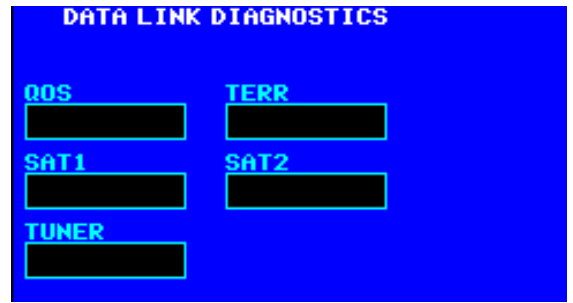 DATA LINK DIAGNOSTICS
QOS TERR
SAT1 SAT2
TUNER